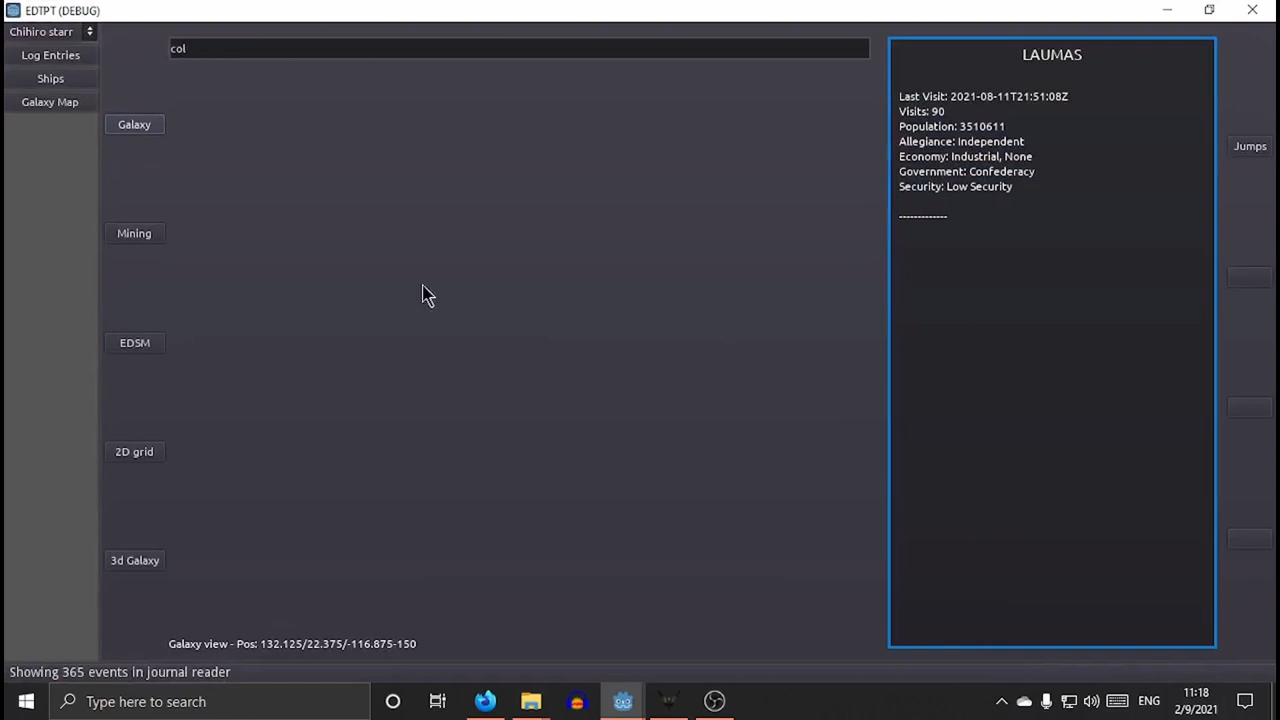 EDTPT (DEBUG)
Chihiro starr
Log Entries
Ships
Galaxy Map
col
Galaxy
Mining
EDSM
2D grid
3d Galaxy
Galaxy view - Pos: 132.125/22.375/-116.875-150
LAUMAS
Last Visit: 2021-08-11T21:51:08Z
Visits: 90
Population: 3510611
Allegiance: Independent
Economy: Industrial, None
Government: Confederacy
Security: Low Security
-------------
Jumps
Showing 365 events in journal reader
Type here to search
ENG
11:18
2/9/2021